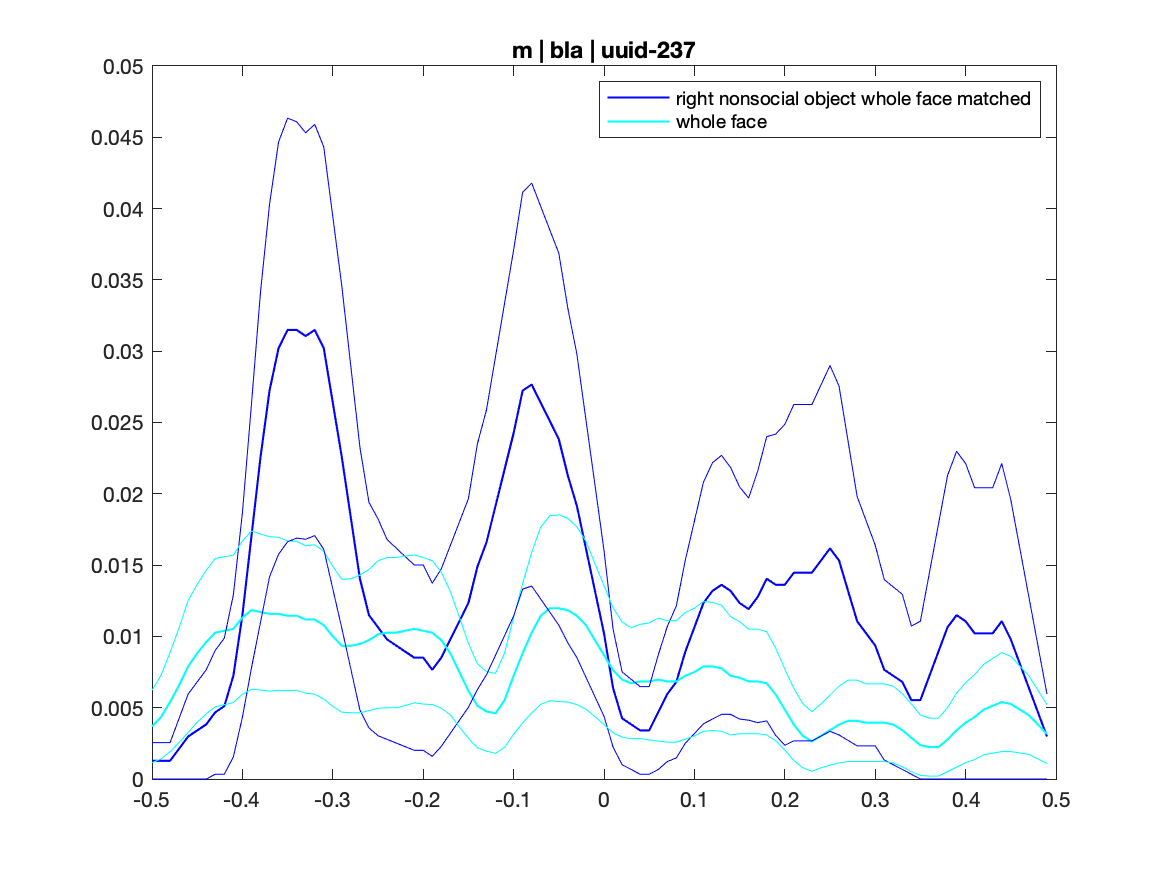 m | bla | uuid-237
right nonsocial object whole face matched
whole face
0.05
0.045
0.04
0.035
0.03
0.025
0.02
0.015
0.01
0.005
0
-0.5 -0.4 -0.3 -0.2 -0.1 0 0.1 0.2 0.3 0.4 0.5